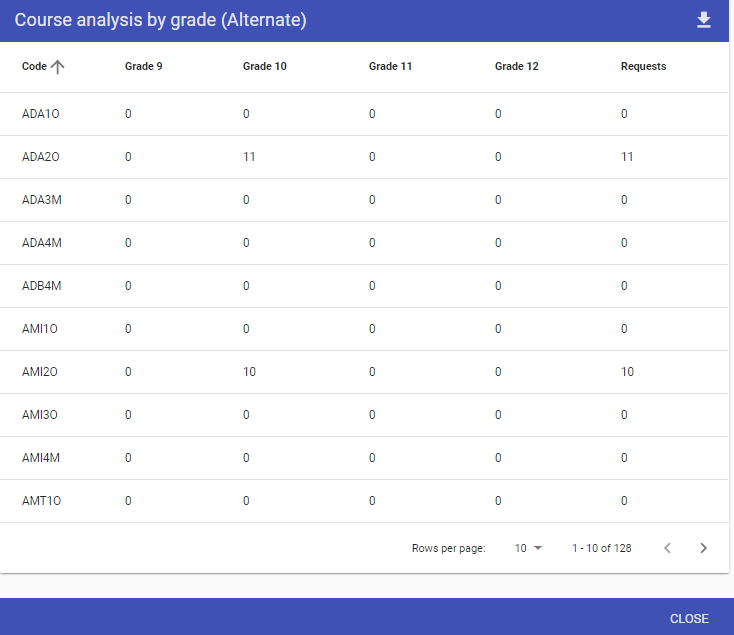 Course analysis by grade (Alternate)
Code Grade 9 Grade 10 Grade 11 Grade 12 Requests
ADA1O 0 0 0 0 0
ADA2O 0 11 0 0 11
ADA3M 0 0 0 0 0
ADA4M 0 0 0 0 0
ADB4M 0 0 0 0 0
AMI1O 0 0 0 0 0
AMI2O 0 10 0 0 10
AMI3O 0 0 0 0 0
AMI4M 0 0 0 0 0
AMT1O 0 0 0 0 0
Rows per page: 10 1 - 10 of 128
CLOSE